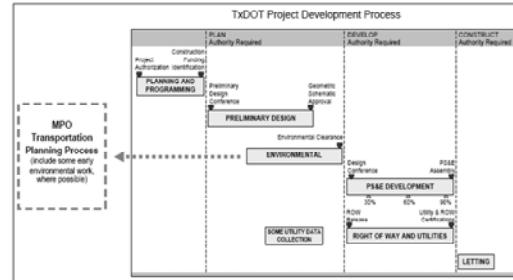 TxDOT Project Development Process
PLAN
Authority Required
DEVELOP
Authority Required
CONSTRUCT
Authority Required
Construction
Project Funding
Authorization Identification
PLANNING AND
PROGRAMMING
Preliminary
Design
Conference
Geometric
Schematic
Approval
PRELIMINARY DESIGN
Environmental Clearance
ENVIRONMENTAL
MPO
Transportation
Planning Process
(include some early
environmental work,
where possible)
Design
Conference
PS&E
Assembly
PS&E DEVELOPMENT
30% 60% 90%
ROW
Release
Utility & ROW
Certifications
RIGHT OF WAY AND UTILITIES
SOME UTILITY DATA
COLLECTION
LETTING